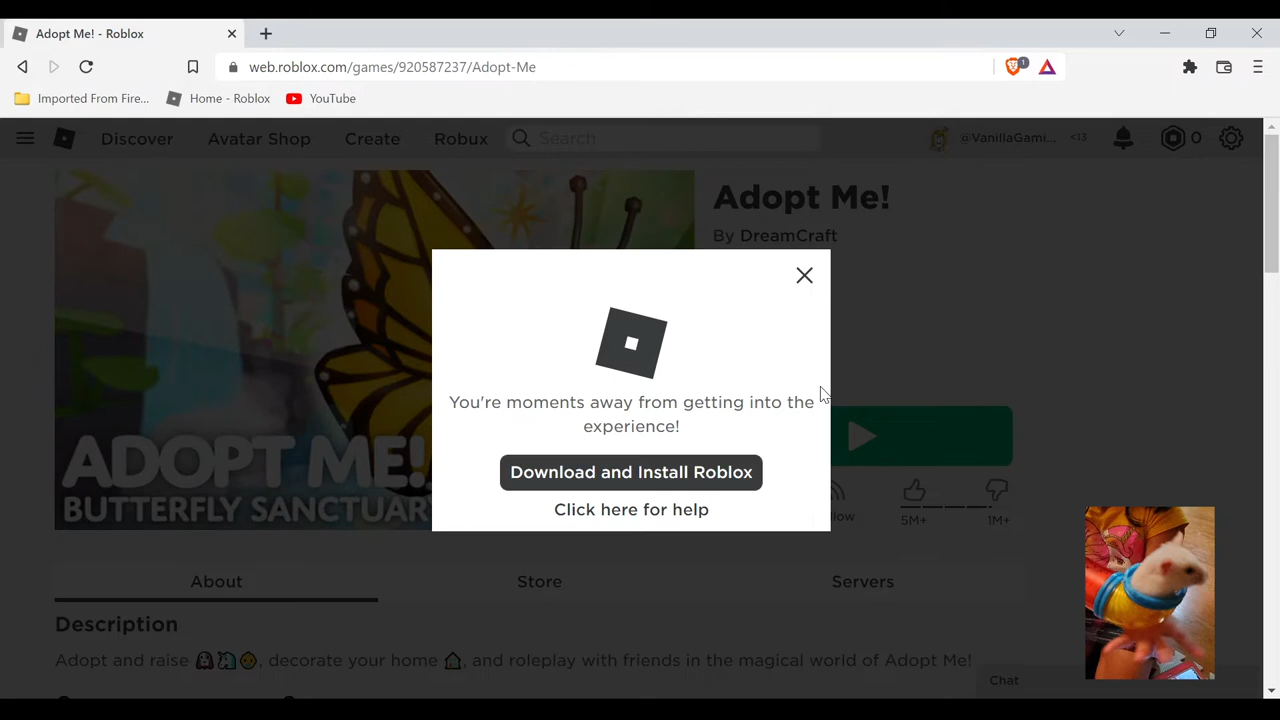 Adopt Me! - Roblox
web.roblox.com/games/920587237/Adopt-Me
1
Imported From Fire...
Home - Roblox
YouTube
Discover
Avatar Shop
Create
Robux
Search
@VanillaGami...
<13
0
Adopt Me!
By DreamCraft
You're moments away from getting into the
experience!
Download and Install Roblox
Click here for help
ADOPT ME!
BUTTERFLY SANCTUAR
llow
5M+
1M+
About
Store
Servers
Description
Adopt and raise 👶🐶🐣, decorate your home 🏠, and roleplay with friends in the magical world of Adopt Me!
Chat